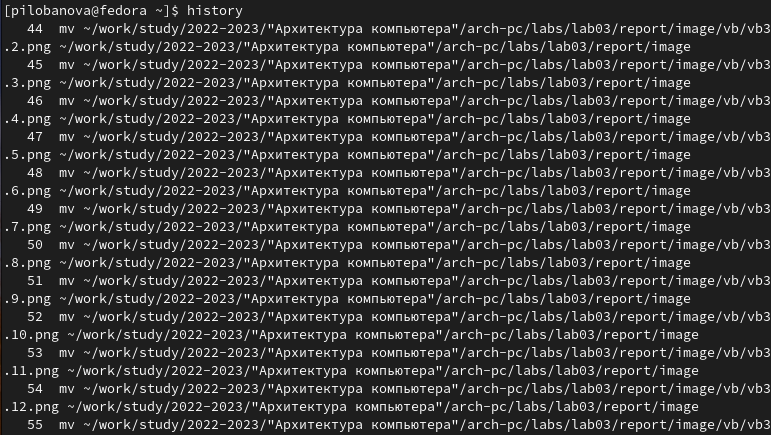 [pilobanova@fedora ~]$ history
   44  mv ~/work/study/2022-2023/"Архитектура компьютера"/arch-pc/labs/lab03/report/image/vb/vb3
.2.png ~/work/study/2022-2023/"Архитектура компьютера"/arch-pc/labs/lab03/report/image
   45  mv ~/work/study/2022-2023/"Архитектура компьютера"/arch-pc/labs/lab03/report/image/vb/vb3
.3.png ~/work/study/2022-2023/"Архитектура компьютера"/arch-pc/labs/lab03/report/image
   46  mv ~/work/study/2022-2023/"Архитектура компьютера"/arch-pc/labs/lab03/report/image/vb/vb3
.4.png ~/work/study/2022-2023/"Архитектура компьютера"/arch-pc/labs/lab03/report/image
   47  mv ~/work/study/2022-2023/"Архитектура компьютера"/arch-pc/labs/lab03/report/image/vb/vb3
.5.png ~/work/study/2022-2023/"Архитектура компьютера"/arch-pc/labs/lab03/report/image
   48  mv ~/work/study/2022-2023/"Архитектура компьютера"/arch-pc/labs/lab03/report/image/vb/vb3
.6.png ~/work/study/2022-2023/"Архитектура компьютера"/arch-pc/labs/lab03/report/image
   49  mv ~/work/study/2022-2023/"Архитектура компьютера"/arch-pc/labs/lab03/report/image/vb/vb3
.7.png ~/work/study/2022-2023/"Архитектура компьютера"/arch-pc/labs/lab03/report/image
   50  mv ~/work/study/2022-2023/"Архитектура компьютера"/arch-pc/labs/lab03/report/image/vb/vb3
.8.png ~/work/study/2022-2023/"Архитектура компьютера"/arch-pc/labs/lab03/report/image
   51  mv ~/work/study/2022-2023/"Архитектура компьютера"/arch-pc/labs/lab03/report/image/vb/vb3
.9.png ~/work/study/2022-2023/"Архитектура компьютера"/arch-pc/labs/lab03/report/image
   52  mv ~/work/study/2022-2023/"Архитектура компьютера"/arch-pc/labs/lab03/report/image/vb/vb3
.10.png ~/work/study/2022-2023/"Архитектура компьютера"/arch-pc/labs/lab03/report/image
   53  mv ~/work/study/2022-2023/"Архитектура компьютера"/arch-pc/labs/lab03/report/image/vb/vb3
.11.png ~/work/study/2022-2023/"Архитектура компьютера"/arch-pc/labs/lab03/report/image
   54  mv ~/work/study/2022-2023/"Архитектура компьютера"/arch-pc/labs/lab03/report/image/vb/vb3
.12.png ~/work/study/2022-2023/"Архитектура компьютера"/arch-pc/labs/lab03/report/image
   55  mv ~/work/study/2022-2023/"Архитектура компьютера"/arch-pc/labs/lab03/report/image/vb/vb3